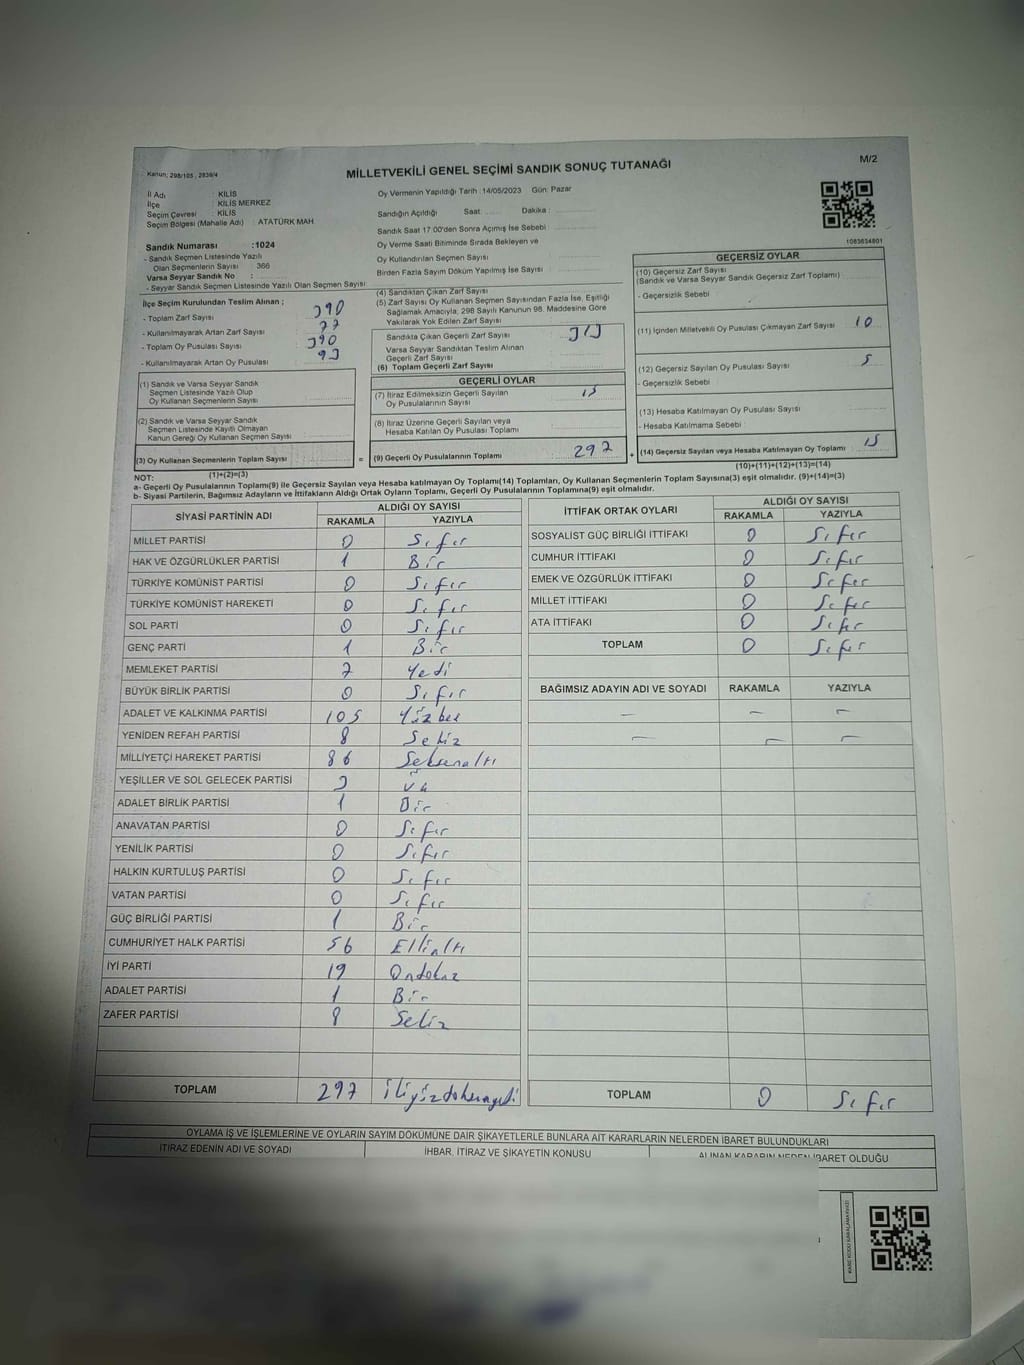 Kanun: 298/105, 2839/4
MİLLETVEKİLİ GENEL SEÇİMİ SANDIK SONUÇ TUTANAĞI
M/2
İl Adı : KİLİS
İlçe : KİLİS MERKEZ
Seçim Çevresi : KİLİS
Seçim Bölgesi (Mahalle Adı) : ATATÜRK MAH.
Sandık Numarası :1024
- Sandık Seçmen Listesinde Yazılı
Olan Seçmenlerin Sayısı : 366
Varsa Seyyar Sandık No :
- Seyyar Sandık Seçmen Listesinde Yazılı Olan Seçmen Sayısı
Oy Vermenin Yapıldığı Tarih :14/05/2023 Gün: Pazar
Sandığın Açıldığı Saat: Dakika:
Sandık Saat 17.00'den Sonra Açılmış İse Sebebi
Oy Verme Saati Bitiminde Sırada Bekleyen ve
Oy Kullandırılan Seçmen Sayısı
Birden Fazla Sayım Döküm Yapılmış İse Sayısı
1083634801
İlçe Seçim Kurulundan Teslim Alınan ;
- Toplam Zarf Sayısı 390
- Kullanılmayarak Artan Zarf Sayısı 77
- Toplam Oy Pusulası Sayısı 390
- Kullanılmayarak Artan Oy Pusulası 93
(1) Sandık ve Varsa Seyyar Sandık
Seçmen Listesinde Yazılı Olup
Oy Kullanan Seçmenlerin Sayısı
(2) Sandık ve Varsa Seyyar Sandık
Seçmen Listesinde Kayıtlı Olmayan
Kanun Gereği Oy Kullanan Seçmen Sayısı
(3) Oy Kullanan Seçmenlerin Toplam Sayısı
(1)+(2)=(3)
(4) Sandıktan Çıkan Zarf Sayısı
(5) Zarf Sayısı Oy Kullanan Seçmen Sayısından Fazla İse, Eşitliği
Sağlamak Amacıyla; 298 Sayılı Kanunun 98. Maddesine Göre
Yakılarak Yok Edilen Zarf Sayısı
Sandıkta Çıkan Geçerli Zarf Sayısı 313
Varsa Seyyar Sandıktan Teslim Alınan
Geçerli Zarf Sayısı
(6) Toplam Geçerli Zarf Sayısı
GEÇERLİ OYLAR
(7) İtiraz Edilmeksizin Geçerli Sayılan
Oy Pusulalarının Sayısı 15
(8) İtiraz Üzerine Geçerli Sayılan veya
Hesaba Katılan Oy Pusulası Toplamı
= (9) Geçerli Oy Pusulalarının Toplamı 297
GEÇERSİZ OYLAR
(10) Geçersiz Zarf Sayısı
(Sandık ve Varsa Seyyar Sandık Geçersiz Zarf Toplamı)
- Geçersizlik Sebebi
(11) İçinden Milletvekili Oy Pusulası Çıkmayan Zarf Sayısı 10
(12) Geçersiz Sayılan Oy Pusulası Sayısı 5
- Geçersizlik Sebebi
(13) Hesaba Katılmayan Oy Pusulası Sayısı
- Hesaba Katılmama Sebebi
+ (14) Geçersiz Sayılan veya Hesaba Katılmayan Oy Toplamı 15
(10)+(11)+(12)+(13)=(14)
NOT:
a- Geçerli Oy Pusulalarının Toplamı(9) ile Geçersiz Sayılan veya Hesaba katılmayan Oy Toplamı(14) Toplamları, Oy Kullanan Seçmenlerin Toplam Sayısına(3) eşit olmalıdır. (9)+(14)=(3)
b- Siyasi Partilerin, Bağımsız Adayların ve İttifakların Aldığı Ortak Oyların Toplamı, Geçerli Oy Pusulalarının Toplamına(9) eşit olmalıdır.
SİYASİ PARTİNİN ADI ALDIĞI OY SAYISI
RAKAMLA YAZIYLA
MİLLET PARTİSİ 0 Sıfır
HAK VE ÖZGÜRLÜKLER PARTİSİ 1 Bir
TÜRKİYE KOMÜNİST PARTİSİ 0 Sıfır
TÜRKİYE KOMÜNİST HAREKETİ 0 Sıfır
SOL PARTİ 0 Sıfır
GENÇ PARTİ 1 Bir
MEMLEKET PARTİSİ 7 Yedi
BÜYÜK BİRLİK PARTİSİ 0 Sıfır
ADALET VE KALKINMA PARTİSİ 105 Yüzbeş
YENİDEN REFAH PARTİSİ 8 Sekiz
MİLLİYETÇİ HAREKET PARTİSİ 86 Seksenaltı
YEŞİLLER VE SOL GELECEK PARTİSİ 3 Üç
ADALET BİRLİK PARTİSİ 1 Bir
ANAVATAN PARTİSİ 0 Sıfır
YENİLİK PARTİSİ 0 Sıfır
HALKIN KURTULUŞ PARTİSİ 0 Sıfır
VATAN PARTİSİ 0 Sıfır
GÜÇ BİRLİĞİ PARTİSİ 1 Bir
CUMHURİYET HALK PARTİSİ 56 Ellialtı
İYİ PARTİ 19 Ondokuz
ADALET PARTİSİ 1 Bir
ZAFER PARTİSİ 8 Sekiz
TOPLAM 297 ikiyüzdoksanyedi
İTTİFAK ORTAK OYLARI ALDIĞI OY SAYISI
RAKAMLA YAZIYLA
SOSYALİST GÜÇ BİRLİĞİ İTTİFAKI 0 Sıfır
CUMHUR İTTİFAKI 0 Sıfır
EMEK VE ÖZGÜRLÜK İTTİFAKI 0 Sıfır
MİLLET İTTİFAKI 0 Sıfır
ATA İTTİFAKI 0 Sıfır
TOPLAM 0 Sıfır
BAĞIMSIZ ADAYIN ADI VE SOYADI RAKAMLA YAZIYLA
— — —
— — —
TOPLAM 0 Sıfır
OYLAMA İŞ VE İŞLEMLERİNE VE OYLARIN SAYIM DÖKÜMÜNE DAİR ŞİKAYETLERLE BUNLARA AİT KARARLARIN NELERDEN İBARET BULUNDUKLARI
İTİRAZ EDENİN ADI VE SOYADI İHBAR, İTİRAZ VE ŞİKAYETİN KONUSU ALINAN KARARIN NEDEN İBARET OLDUĞU